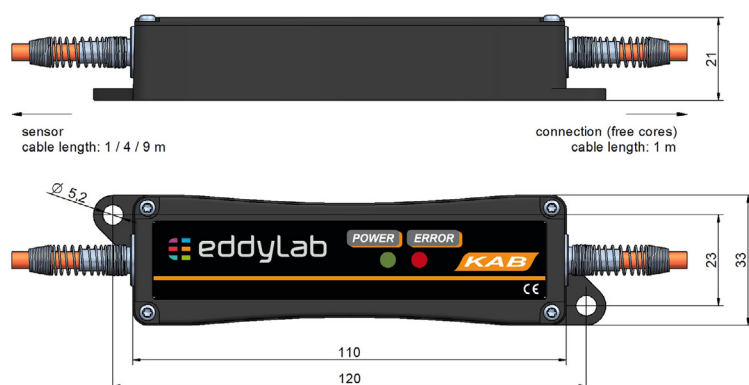 21
sensor
cable length: 1 / 4 / 9 m
connection (free cores)
cable length: 1 m
Ø 5,2
eddylab
POWER
ERROR
KAB
CE
23
33
110
120